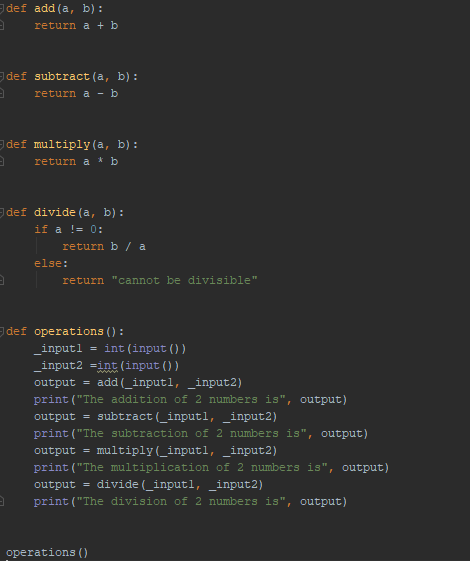 def add(a, b):
    return a + b
def subtract(a, b):
    return a - b
def multiply(a, b):
    return a * b
def divide(a, b):
    if a != 0:
        return b / a
    else:
        return "cannot be divisible"
def operations():
    _input1 = int(input())
    _input2 =int(input())
    output = add(_input1, _input2)
    print("The addition of 2 numbers is", output)
    output = subtract(_input1, _input2)
    print("The subtraction of 2 numbers is", output)
    output = multiply(_input1, _input2)
    print("The multiplication of 2 numbers is", output)
    output = divide(_input1, _input2)
    print("The division of 2 numbers is", output)
operations()